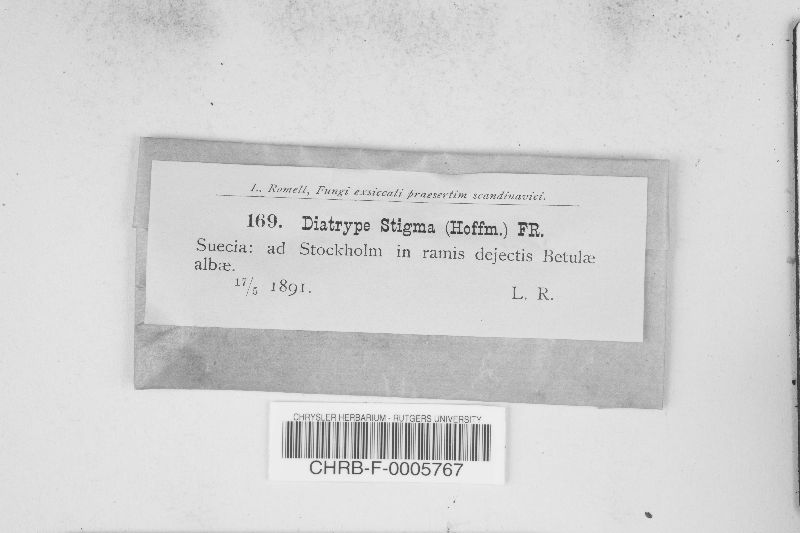 L. Romell, Fungi exsiccati praesertim scandinavici.
169. Diatrype Stigma (Hoffm.) FR.
Suecia: ad Stockholm in ramis dejectis Betulæ
albæ.
17/5 1891. L. R.
CHRYSLER HERBARIUM - RUTGERS UNIVERSITY
CHRB-F-0005767